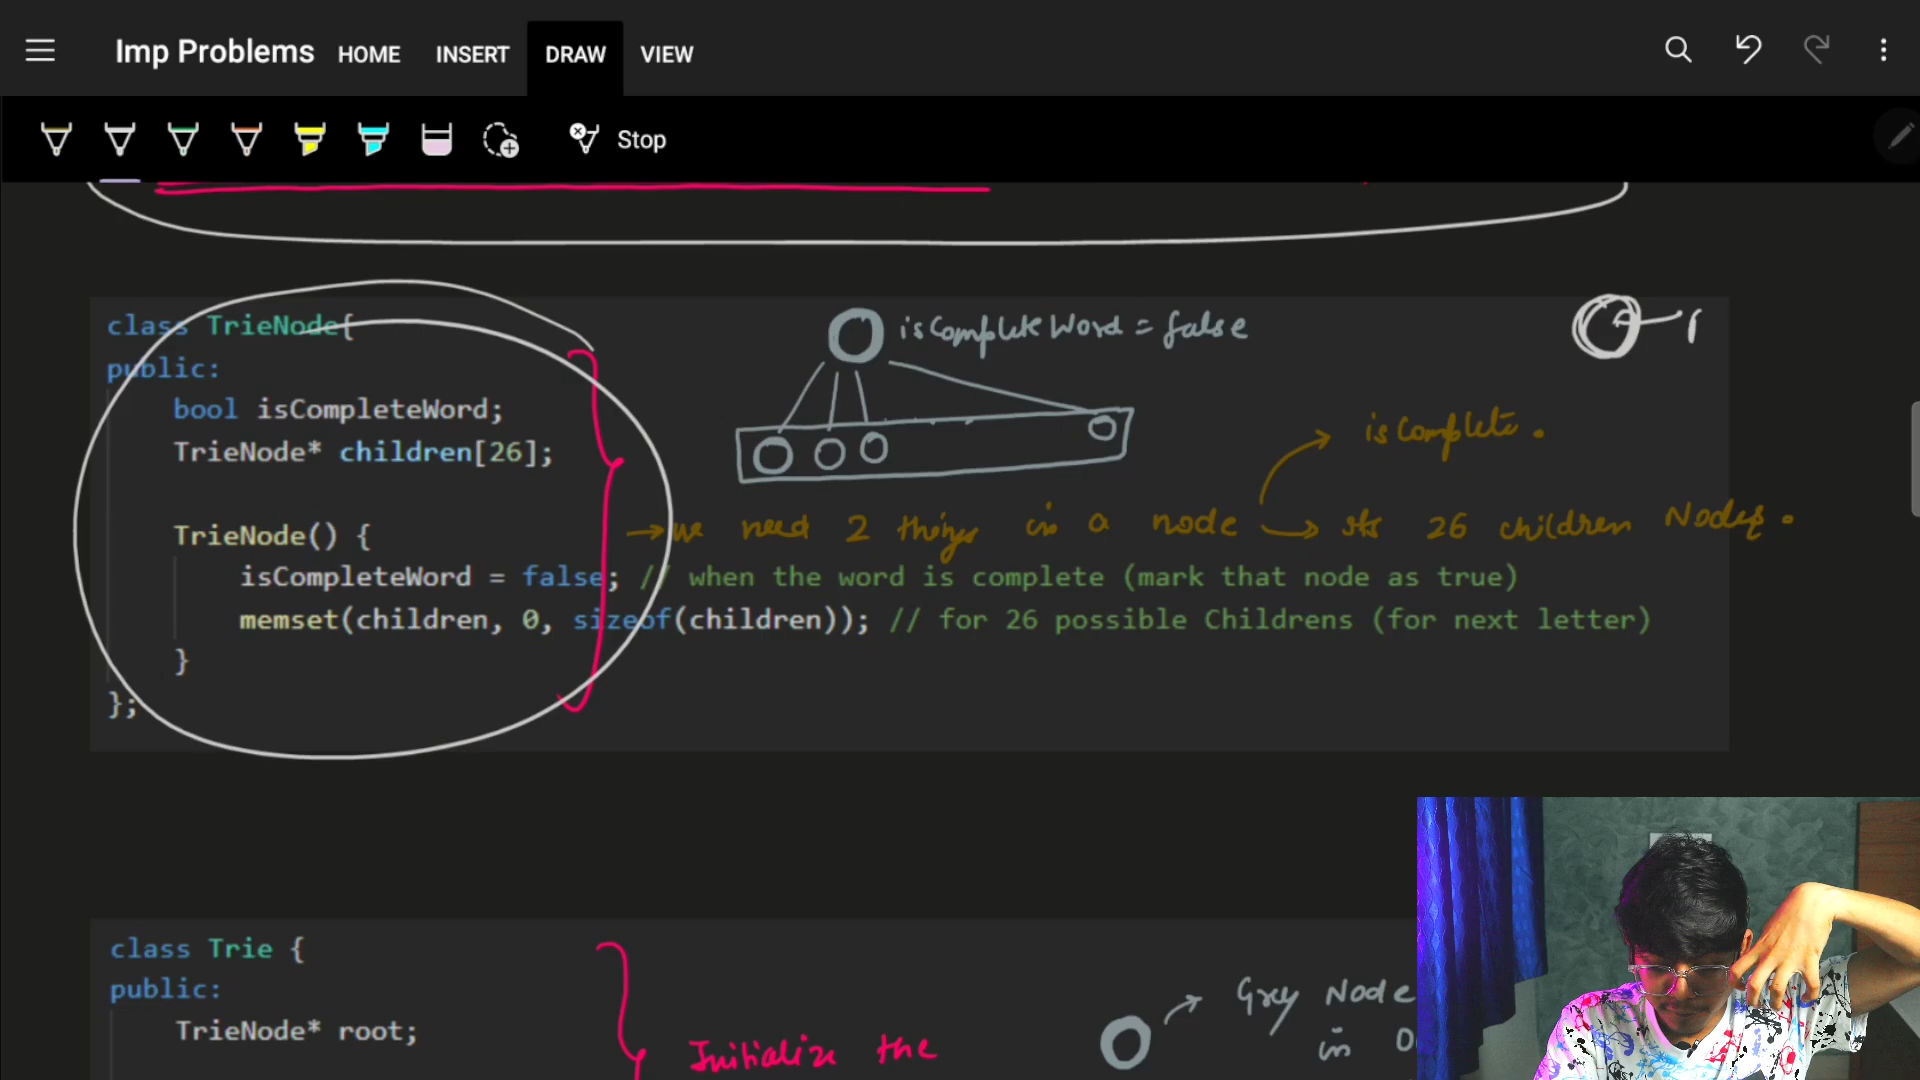 Imp Problems HOME INSERT DRAW VIEW
Stop
class TrieNode{
isCompleteWord = false
public:
bool isCompleteWord;
isComplete.
TrieNode* children[26];
→ we need 2 things in a node → its 26 children Nodes.
TrieNode() {
isCompleteWord = false; // when the word is complete (mark that node as true)
memset(children, 0, sizeof(children)); // for 26 possible Childrens (for next letter)
}
};
class Trie {
public:
→ Grey Node
TrieNode* root;
Initialize the
in